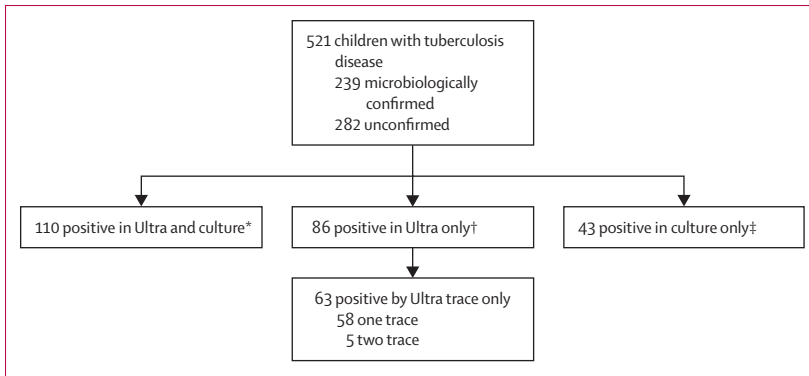 521 children with tuberculosis
disease
239 microbiologically
confirmed
282 unconfirmed
110 positive in Ultra and culture*
86 positive in Ultra only†
43 positive in culture only‡
63 positive by Ultra trace only
58 one trace
5 two trace